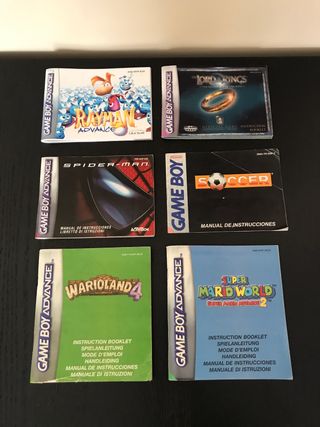 GAME BOY ADVANCE
RAYMAN
ADVANCE
GAME BOY ADVANCE
THE LORD OF THE RINGS
GAME BOY ADVANCE
SPIDER-MAN
MANUAL DE INSTRUCCIONES
LIBRETTO DI ISTRUZIONI
ACTIVISION
GAME BOY
SOCCER
MANUAL DE INSTRUCCIONES
GAME BOY ADVANCE
WARIOLAND 4
INSTRUCTION BOOKLET
SPIELANLEITUNG
MODE D'EMPLOI
HANDLEIDING
MANUAL DE INSTRUCCIONES
MANUALE DI ISTRUZIONI
GAME BOY ADVANCE
SUPER
MARIO WORLD
SUPER MARIO ADVANCE 2
INSTRUCTION BOOKLET
SPIELANLEITUNG
MODE D'EMPLOI
HANDLEIDING
MANUAL DE INSTRUCCIONES
MANUALE DI ISTRUZIONI